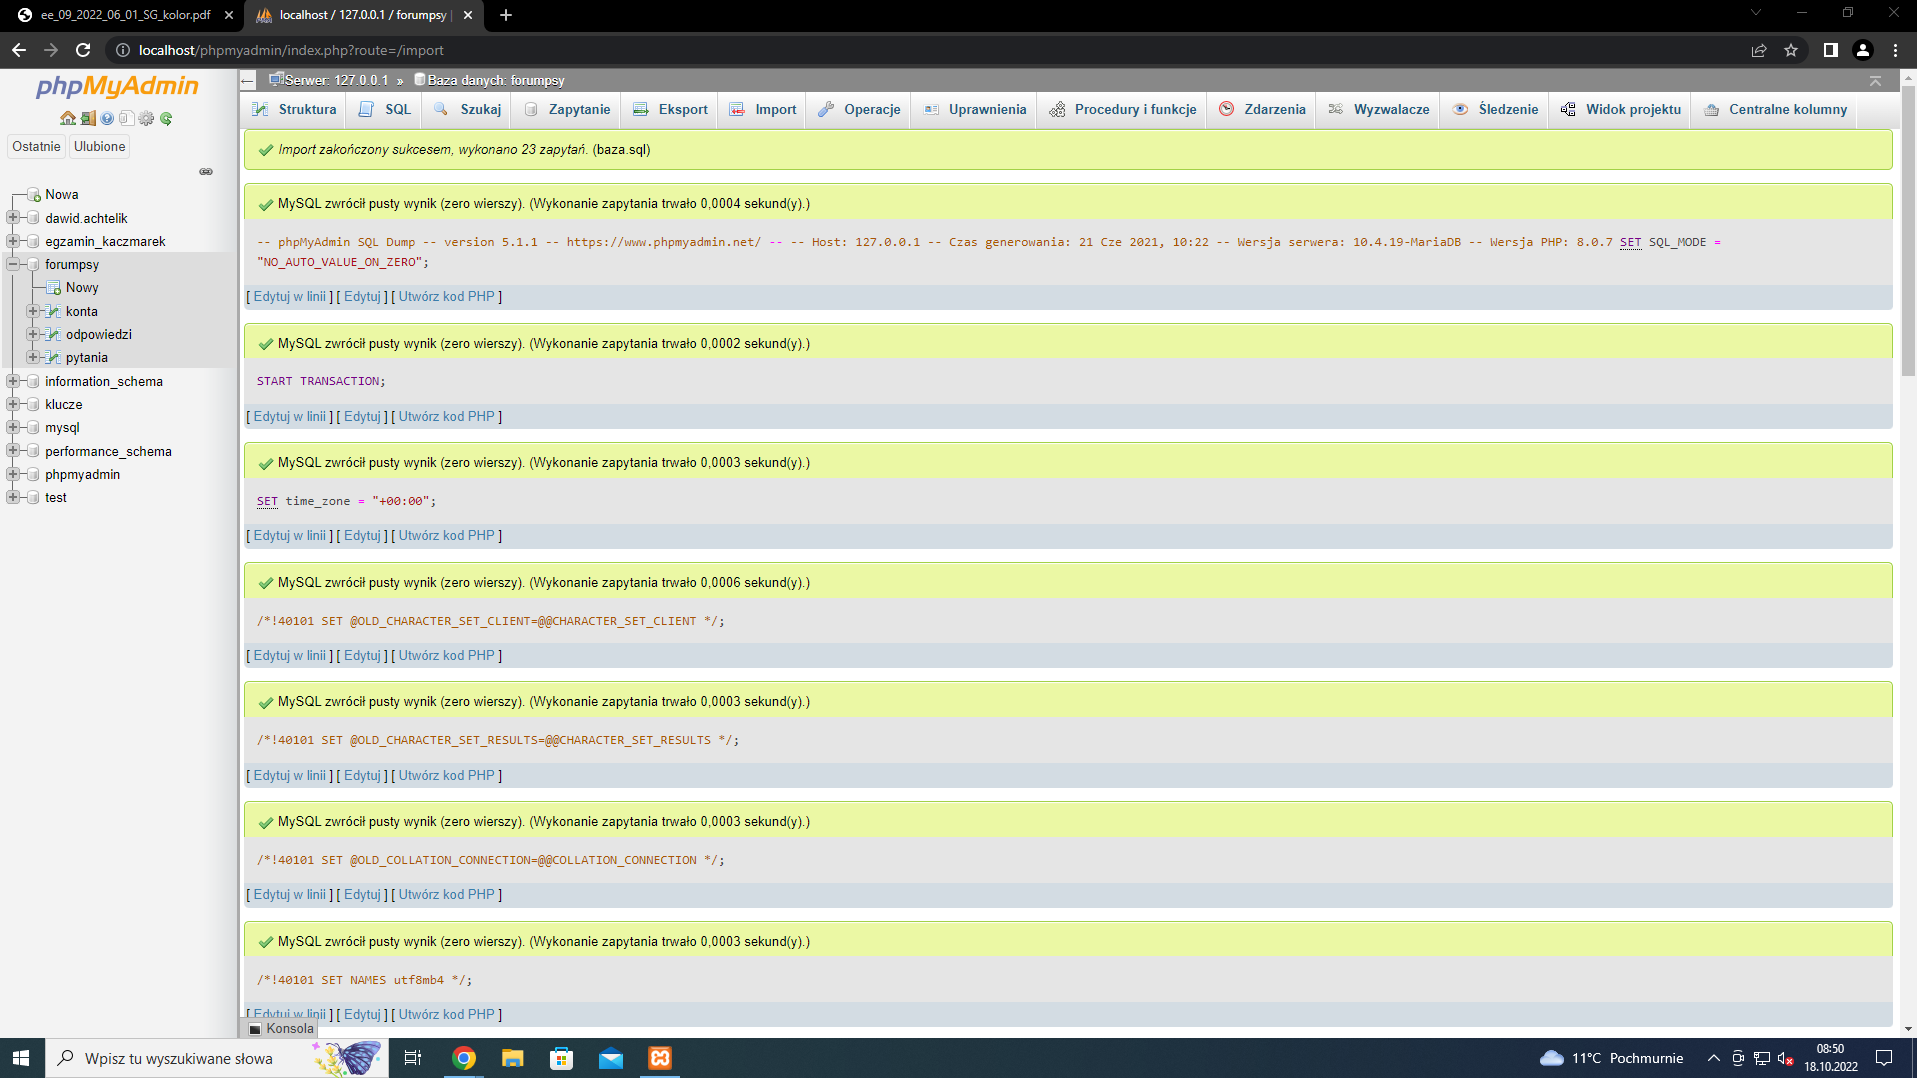 ee_09_2022_06_01_SG_kolor.pdf
localhost / 127.0.0.1 / forumpsy |
localhost/phpmyadmin/index.php?route=/import
phpMyAdmin
Ostatnie Ulubione
Nowa
dawid.achtelik
egzamin_kaczmarek
forumpsy
Nowy
konta
odpowiedzi
pytania
information_schema
klucze
mysql
performance_schema
phpmyadmin
test
Serwer: 127.0.0.1 » Baza danych: forumpsy
Struktura SQL Szukaj Zapytanie Eksport Import Operacje Uprawnienia Procedury i funkcje Zdarzenia Wyzwalacze Śledzenie Widok projektu Centralne kolumny
Import zakończony sukcesem, wykonano 23 zapytań. (baza.sql)
MySQL zwrócił pusty wynik (zero wierszy). (Wykonanie zapytania trwało 0,0004 sekund(y).)
-- phpMyAdmin SQL Dump -- version 5.1.1 -- https://www.phpmyadmin.net/ -- -- Host: 127.0.0.1 -- Czas generowania: 21 Cze 2021, 10:22 -- Wersja serwera: 10.4.19-MariaDB -- Wersja PHP: 8.0.7 SET SQL_MODE =
"NO_AUTO_VALUE_ON_ZERO";
[ Edytuj w linii ] [ Edytuj ] [ Utwórz kod PHP ]
MySQL zwrócił pusty wynik (zero wierszy). (Wykonanie zapytania trwało 0,0002 sekund(y).)
START TRANSACTION;
[ Edytuj w linii ] [ Edytuj ] [ Utwórz kod PHP ]
MySQL zwrócił pusty wynik (zero wierszy). (Wykonanie zapytania trwało 0,0003 sekund(y).)
SET time_zone = "+00:00";
[ Edytuj w linii ] [ Edytuj ] [ Utwórz kod PHP ]
MySQL zwrócił pusty wynik (zero wierszy). (Wykonanie zapytania trwało 0,0006 sekund(y).)
/*!40101 SET @OLD_CHARACTER_SET_CLIENT=@@CHARACTER_SET_CLIENT */;
[ Edytuj w linii ] [ Edytuj ] [ Utwórz kod PHP ]
MySQL zwrócił pusty wynik (zero wierszy). (Wykonanie zapytania trwało 0,0003 sekund(y).)
/*!40101 SET @OLD_CHARACTER_SET_RESULTS=@@CHARACTER_SET_RESULTS */;
[ Edytuj w linii ] [ Edytuj ] [ Utwórz kod PHP ]
MySQL zwrócił pusty wynik (zero wierszy). (Wykonanie zapytania trwało 0,0003 sekund(y).)
/*!40101 SET @OLD_COLLATION_CONNECTION=@@COLLATION_CONNECTION */;
[ Edytuj w linii ] [ Edytuj ] [ Utwórz kod PHP ]
MySQL zwrócił pusty wynik (zero wierszy). (Wykonanie zapytania trwało 0,0003 sekund(y).)
/*!40101 SET NAMES utf8mb4 */;
[ Edytuj w linii ] [ Edytuj ] [ Utwórz kod PHP ]
Konsola
Wpisz tu wyszukiwane słowa
11°C Pochmurnie
08:50
18.10.2022